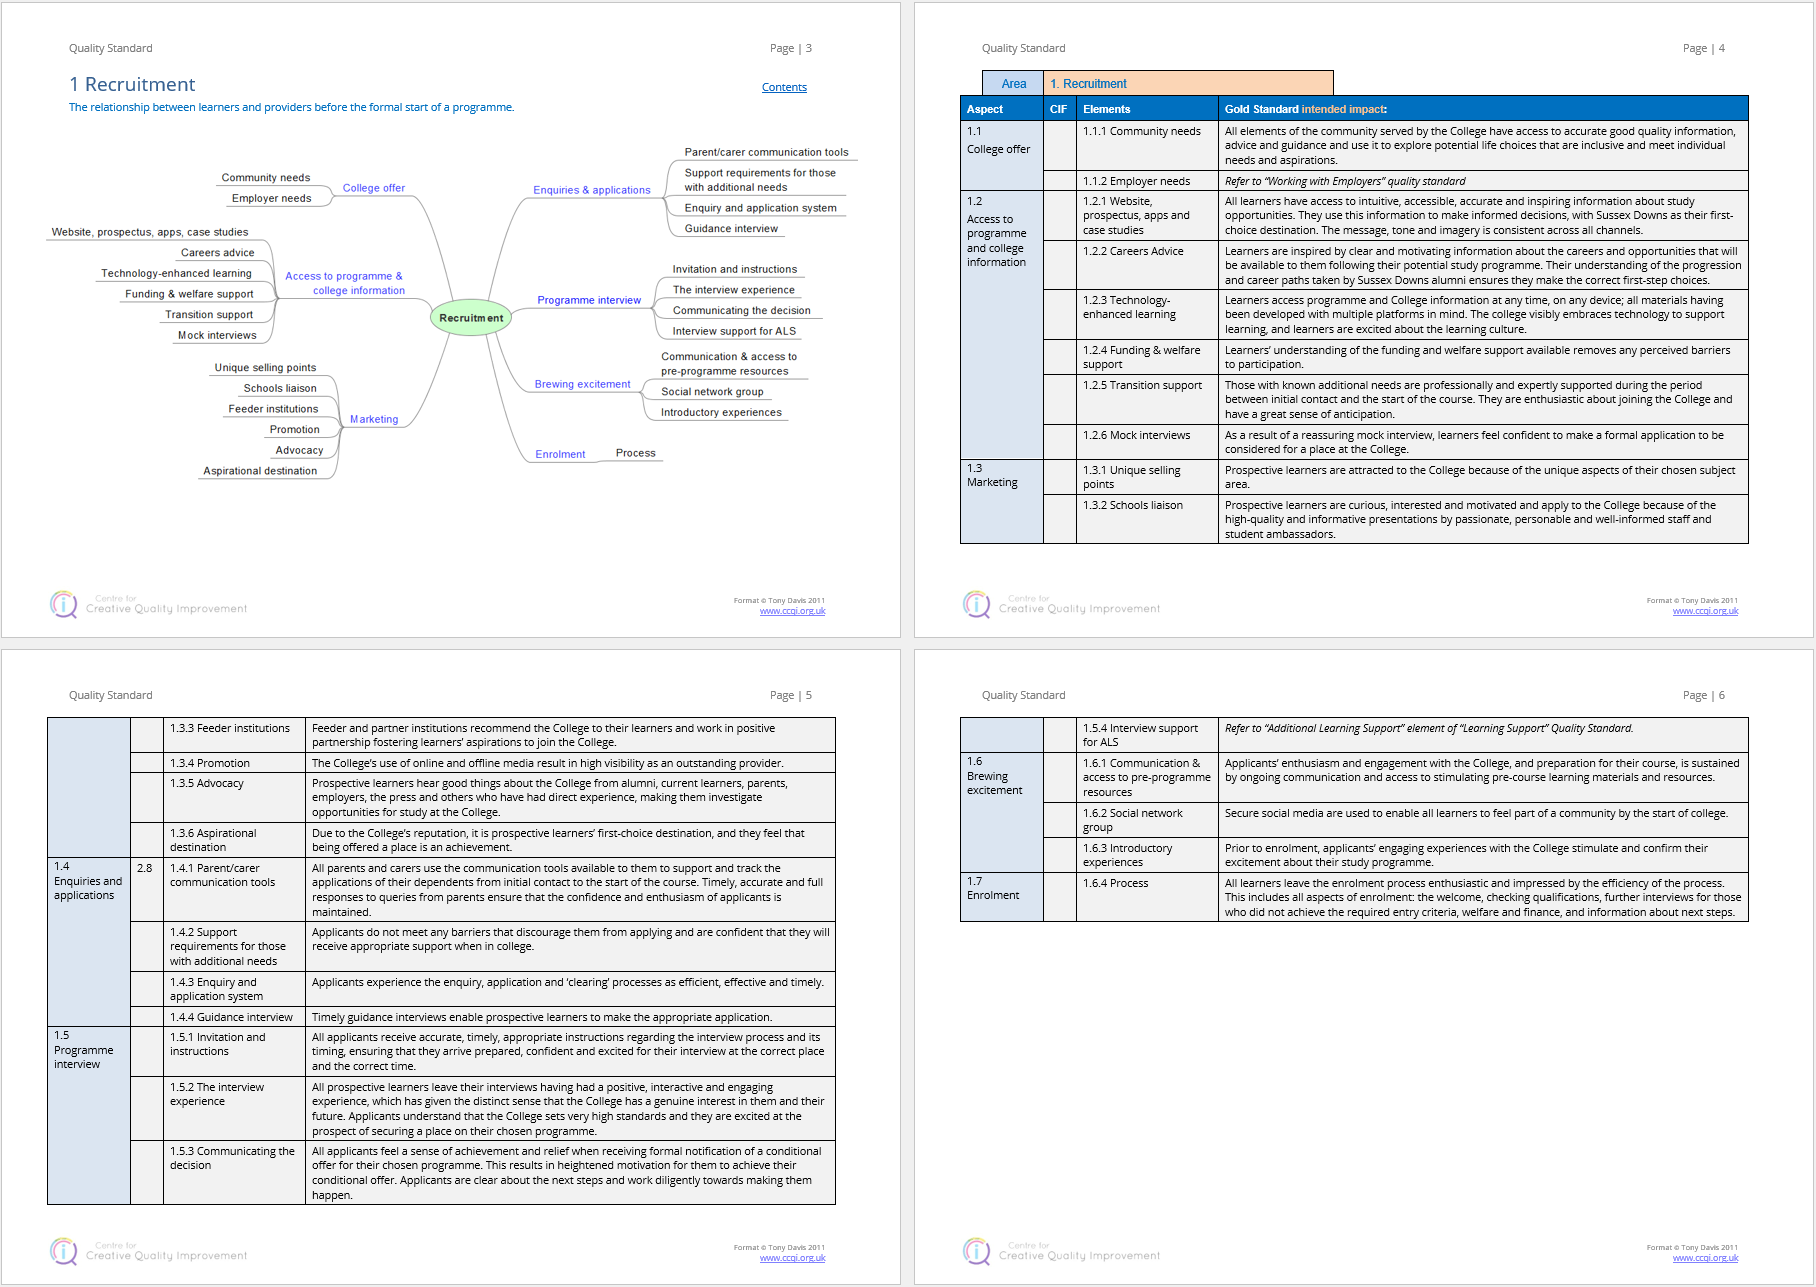 Quality Standard
Page | 3
1 Recruitment
Contents
The relationship between learners and providers before the formal start of a programme.
Community needs
Employer needs
College offer
Website, prospectus, apps, case studies
Careers advice
Technology-enhanced learning
Funding & welfare support
Transition support
Mock interviews
Access to programme &
college information
Unique selling points
Schools liaison
Feeder institutions
Promotion
Advocacy
Aspirational destination
Marketing
Recruitment
Enquiries & applications
Parent/carer communication tools
Support requirements for those
with additional needs
Enquiry and application system
Guidance interview
Programme interview
Invitation and instructions
The interview experience
Communicating the decision
Interview support for ALS
Brewing excitement
Communication & access to
pre-programme resources
Social network group
Introductory experiences
Enrolment
Process
Centre for
Creative Quality Improvement
Format © Tony Davis 2011
www.ccqi.org.uk
Quality Standard
Page | 4
Area
1. Recruitment
Aspect
CIF
Elements
Gold Standard intended impact:
1.1
College offer
1.1.1 Community needs
All elements of the community served by the College have access to accurate good quality information,
advice and guidance and use it to explore potential life choices that are inclusive and meet individual
needs and aspirations.
1.1.2 Employer needs
Refer to “Working with Employers” quality standard
1.2
Access to
programme
and college
information
1.2.1 Website,
prospectus, apps and
case studies
All learners have access to intuitive, accessible, accurate and inspiring information about study
opportunities. They use this information to make informed decisions, with Sussex Downs as their first-
choice destination. The message, tone and imagery is consistent across all channels.
1.2.2 Careers Advice
Learners are inspired by clear and motivating information about the careers and opportunities that will
be available to them following their potential study programme. Their understanding of the progression
and career paths taken by Sussex Downs alumni ensures they make the correct first-step choices.
1.2.3 Technology-
enhanced learning
Learners access programme and College information at any time, on any device; all materials having
been developed with multiple platforms in mind. The college visibly embraces technology to support
learning, and learners are excited about the learning culture.
1.2.4 Funding & welfare
support
Learners’ understanding of the funding and welfare support available removes any perceived barriers
to participation.
1.2.5 Transition support
Those with known additional needs are professionally and expertly supported during the period
between initial contact and the start of the course. They are enthusiastic about joining the College and
have a great sense of anticipation.
1.2.6 Mock interviews
As a result of a reassuring mock interview, learners feel confident to make a formal application to be
considered for a place at the College.
1.3
Marketing
1.3.1 Unique selling
points
Prospective learners are attracted to the College because of the unique aspects of their chosen subject
area.
1.3.2 Schools liaison
Prospective learners are curious, interested and motivated and apply to the College because of the
high-quality and informative presentations by passionate, personable and well-informed staff and
student ambassadors.
Centre for
Creative Quality Improvement
Format © Tony Davis 2011
www.ccqi.org.uk
Quality Standard
Page | 5
1.3.3 Feeder institutions
Feeder and partner institutions recommend the College to their learners and work in positive
partnership fostering learners’ aspirations to join the College.
1.3.4 Promotion
The College’s use of online and offline media result in high visibility as an outstanding provider.
1.3.5 Advocacy
Prospective learners hear good things about the College from alumni, current learners, parents,
employers, the press and others who have had direct experience, making them investigate
opportunities for study at the College.
1.3.6 Aspirational
destination
Due to the College’s reputation, it is prospective learners’ first-choice destination, and they feel that
being offered a place is an achievement.
1.4
Enquiries and
applications
2.8
1.4.1 Parent/carer
communication tools
All parents and carers use the communication tools available to them to support and track the
applications of their dependents from initial contact to the start of the course. Timely, accurate and full
responses to queries from parents ensure that the confidence and enthusiasm of applicants is
maintained.
1.4.2 Support
requirements for those
with additional needs
Applicants do not meet any barriers that discourage them from applying and are confident that they will
receive appropriate support when in college.
1.4.3 Enquiry and
application system
Applicants experience the enquiry, application and ‘clearing’ processes as efficient, effective and timely.
1.4.4 Guidance interview
Timely guidance interviews enable prospective learners to make the appropriate application.
1.5
Programme
interview
1.5.1 Invitation and
instructions
All applicants receive accurate, timely, appropriate instructions regarding the interview process and its
timing, ensuring that they arrive prepared, confident and excited for their interview at the correct place
and the correct time.
1.5.2 The interview
experience
All prospective learners leave their interviews having had a positive, interactive and engaging
experience, which has given the distinct sense that the College has a genuine interest in them and their
future. Applicants understand that the College sets very high standards and they are excited at the
prospect of securing a place on their chosen programme.
1.5.3 Communicating the
decision
All applicants feel a sense of achievement and relief when receiving formal notification of a conditional
offer for their chosen programme. This results in heightened motivation for them to achieve their
conditional offer. Applicants are clear about the next steps and work diligently towards making them
happen.
Centre for
Creative Quality Improvement
Format © Tony Davis 2011
www.ccqi.org.uk
Quality Standard
Page | 6
1.5.4 Interview support
for ALS
Refer to “Additional Learning Support” element of “Learning Support” Quality Standard.
1.6
Brewing
excitement
1.6.1 Communication &
access to pre-programme
resources
Applicants’ enthusiasm and engagement with the College, and preparation for their course, is sustained
by ongoing communication and access to stimulating pre-course learning materials and resources.
1.6.2 Social network
group
Secure social media are used to enable all learners to feel part of a community by the start of college.
1.6.3 Introductory
experiences
Prior to enrolment, applicants’ engaging experiences with the College stimulate and confirm their
excitement about their study programme.
1.7
Enrolment
1.6.4 Process
All learners leave the enrolment process enthusiastic and impressed by the efficiency of the process.
This includes all aspects of enrolment: the welcome, checking qualifications, further interviews for those
who did not achieve the required entry criteria, welfare and finance, and information about next steps.
Centre for
Creative Quality Improvement
Format © Tony Davis 2011
www.ccqi.org.uk